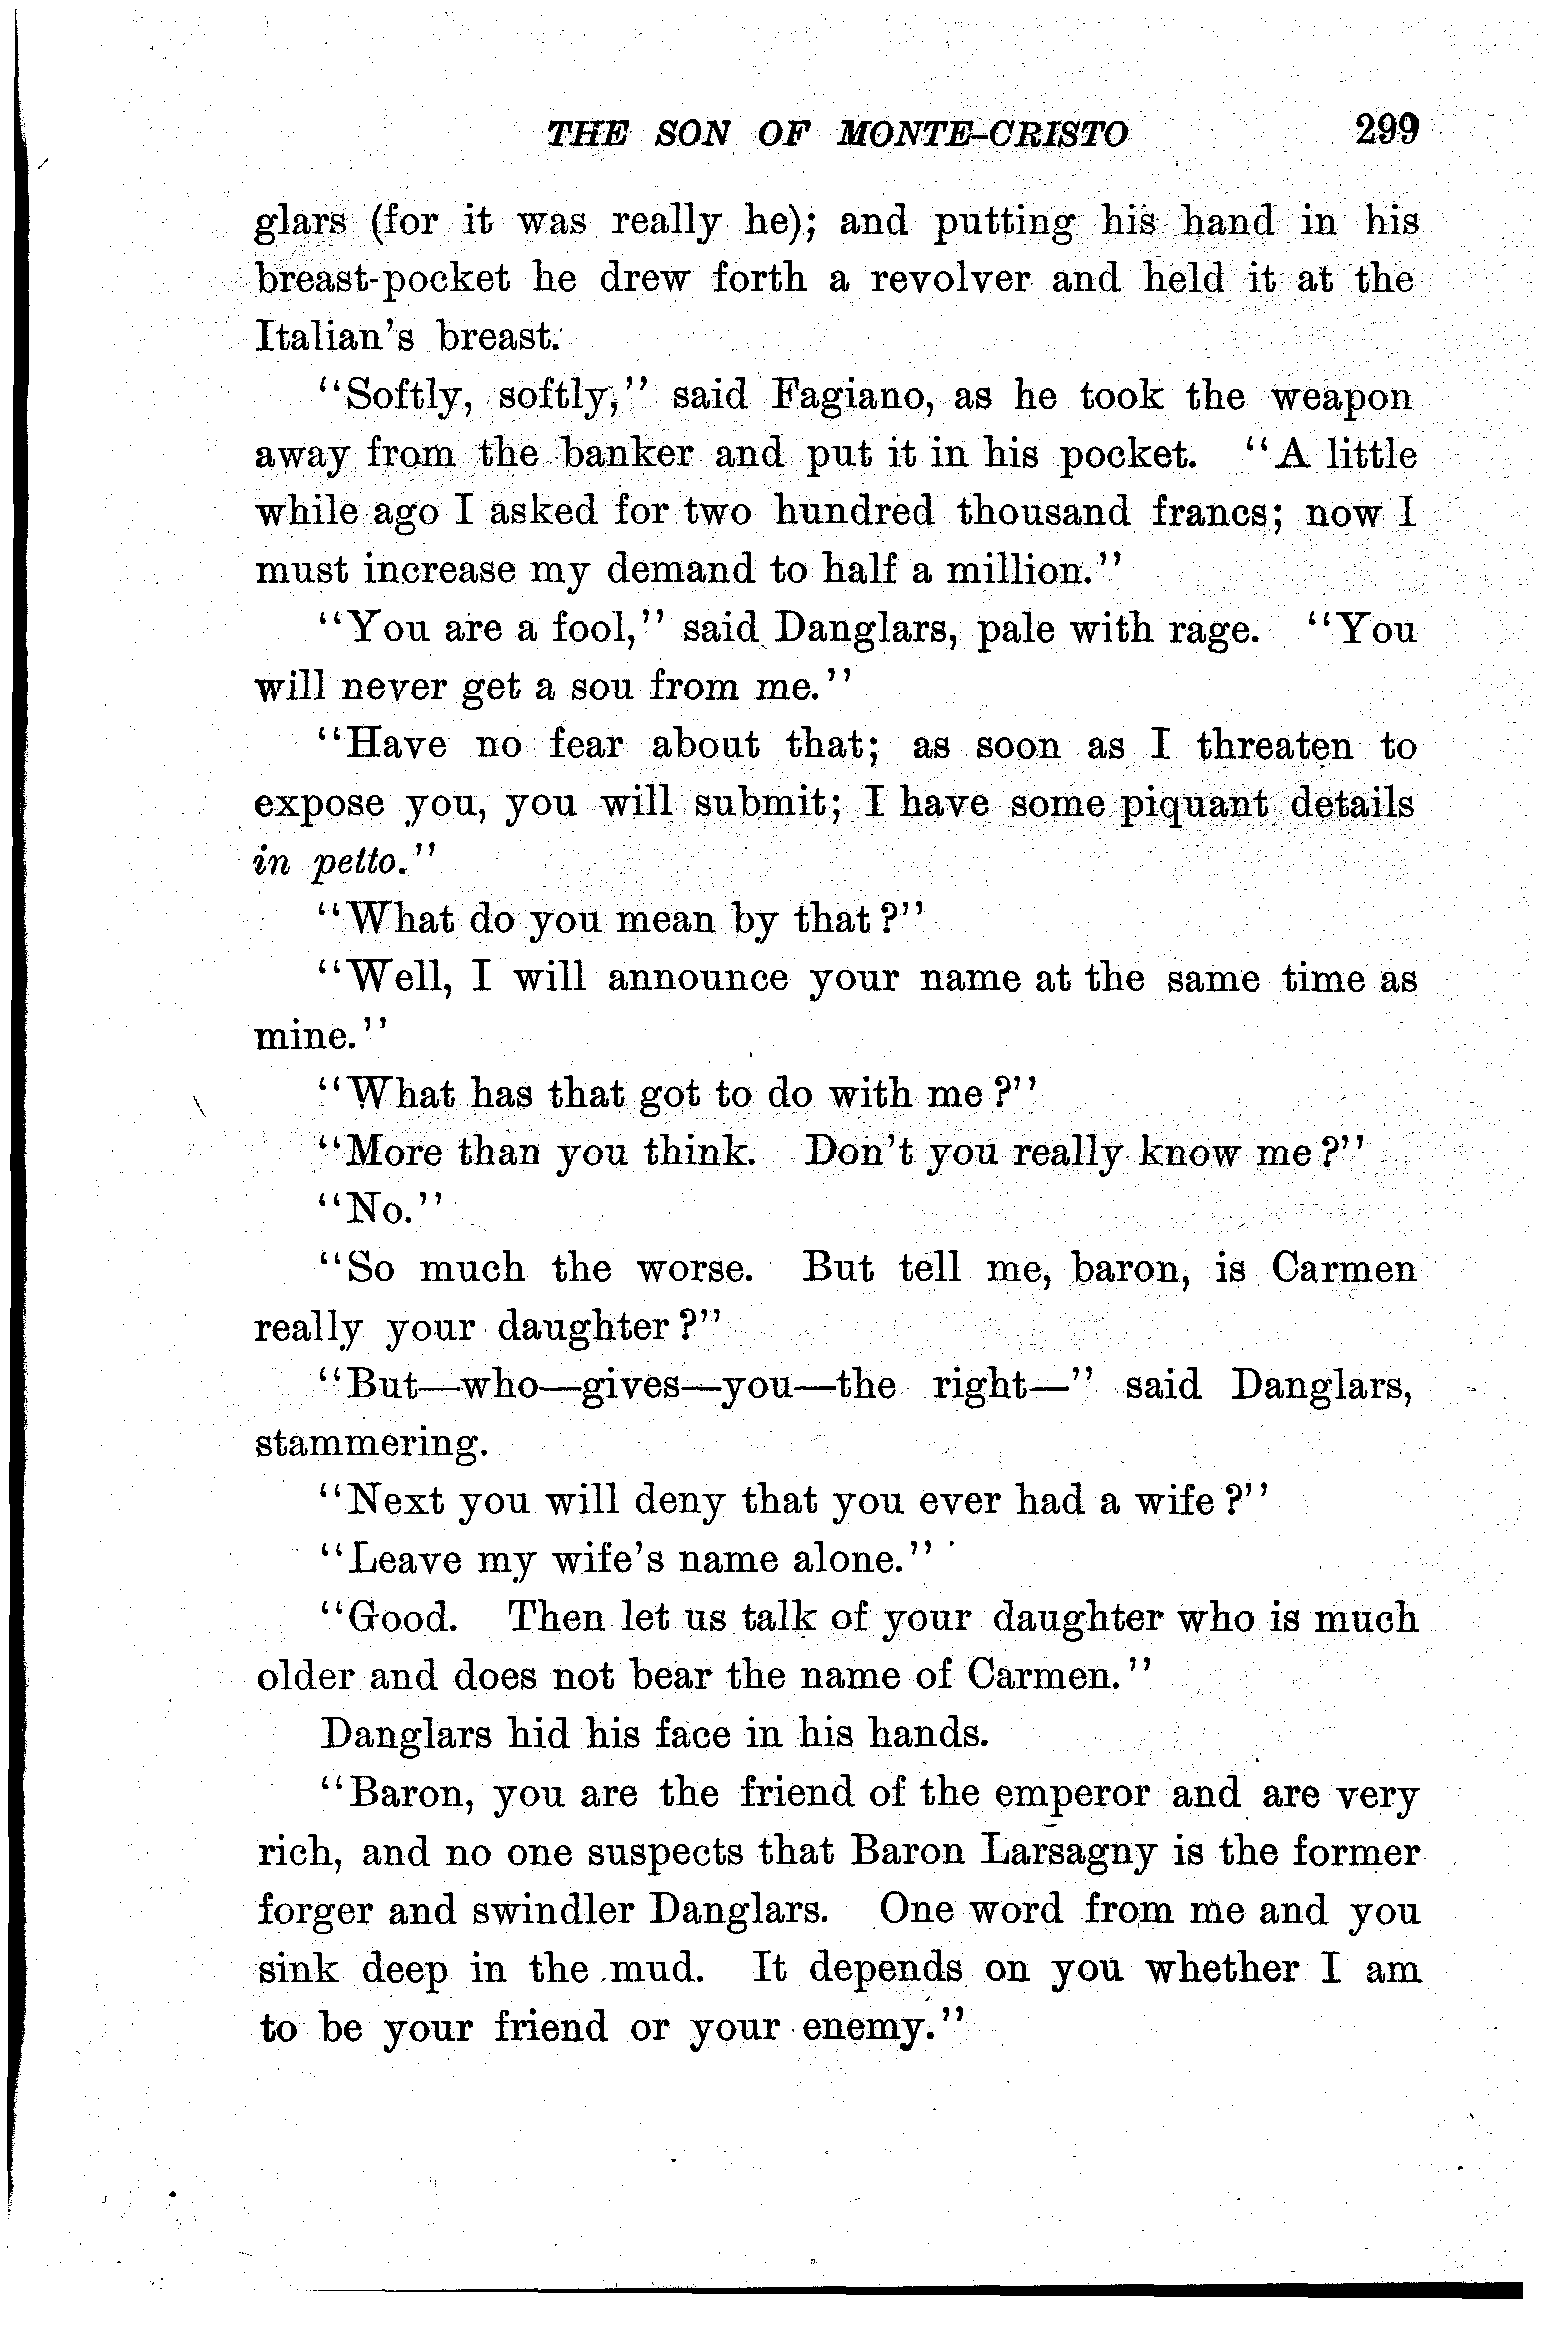 THE SON OF MONTE-CRISTO 299
glars (for it was really he); and putting his hand in his
breast-pocket he drew forth a revolver and held it at the
Italian's breast.
"Softly, softly," said Fagiano, as he took the weapon
away from the banker and put it in his pocket. "A little
while ago I asked for two hundred thousand francs; now I
must increase my demand to half a million."
"You are a fool," said Danglars, pale with rage. "You
will never get a sou from me."
"Have no fear about that; as soon as I threaten to
expose you, you will submit; I have some piquant details
in petto."
"What do you mean by that?"
"Well, I will announce your name at the same time as
mine."
"What has that got to do with me?"
"More than you think. Don't you really know me?"
"No."
"So much the worse. But tell me, baron, is Carmen
really your daughter?"
"But—who—gives—you—the right—" said Danglars,
stammering.
"Next you will deny that you ever had a wife?"
"Leave my wife's name alone."
"Good. Then let us talk of your daughter who is much
older and does not bear the name of Carmen."
Danglars hid his face in his hands.
"Baron, you are the friend of the emperor and are very
rich, and no one suspects that Baron Larsagny is the former
forger and swindler Danglars. One word from me and you
sink deep in the mud. It depends on you whether I am
to be your friend or your enemy."